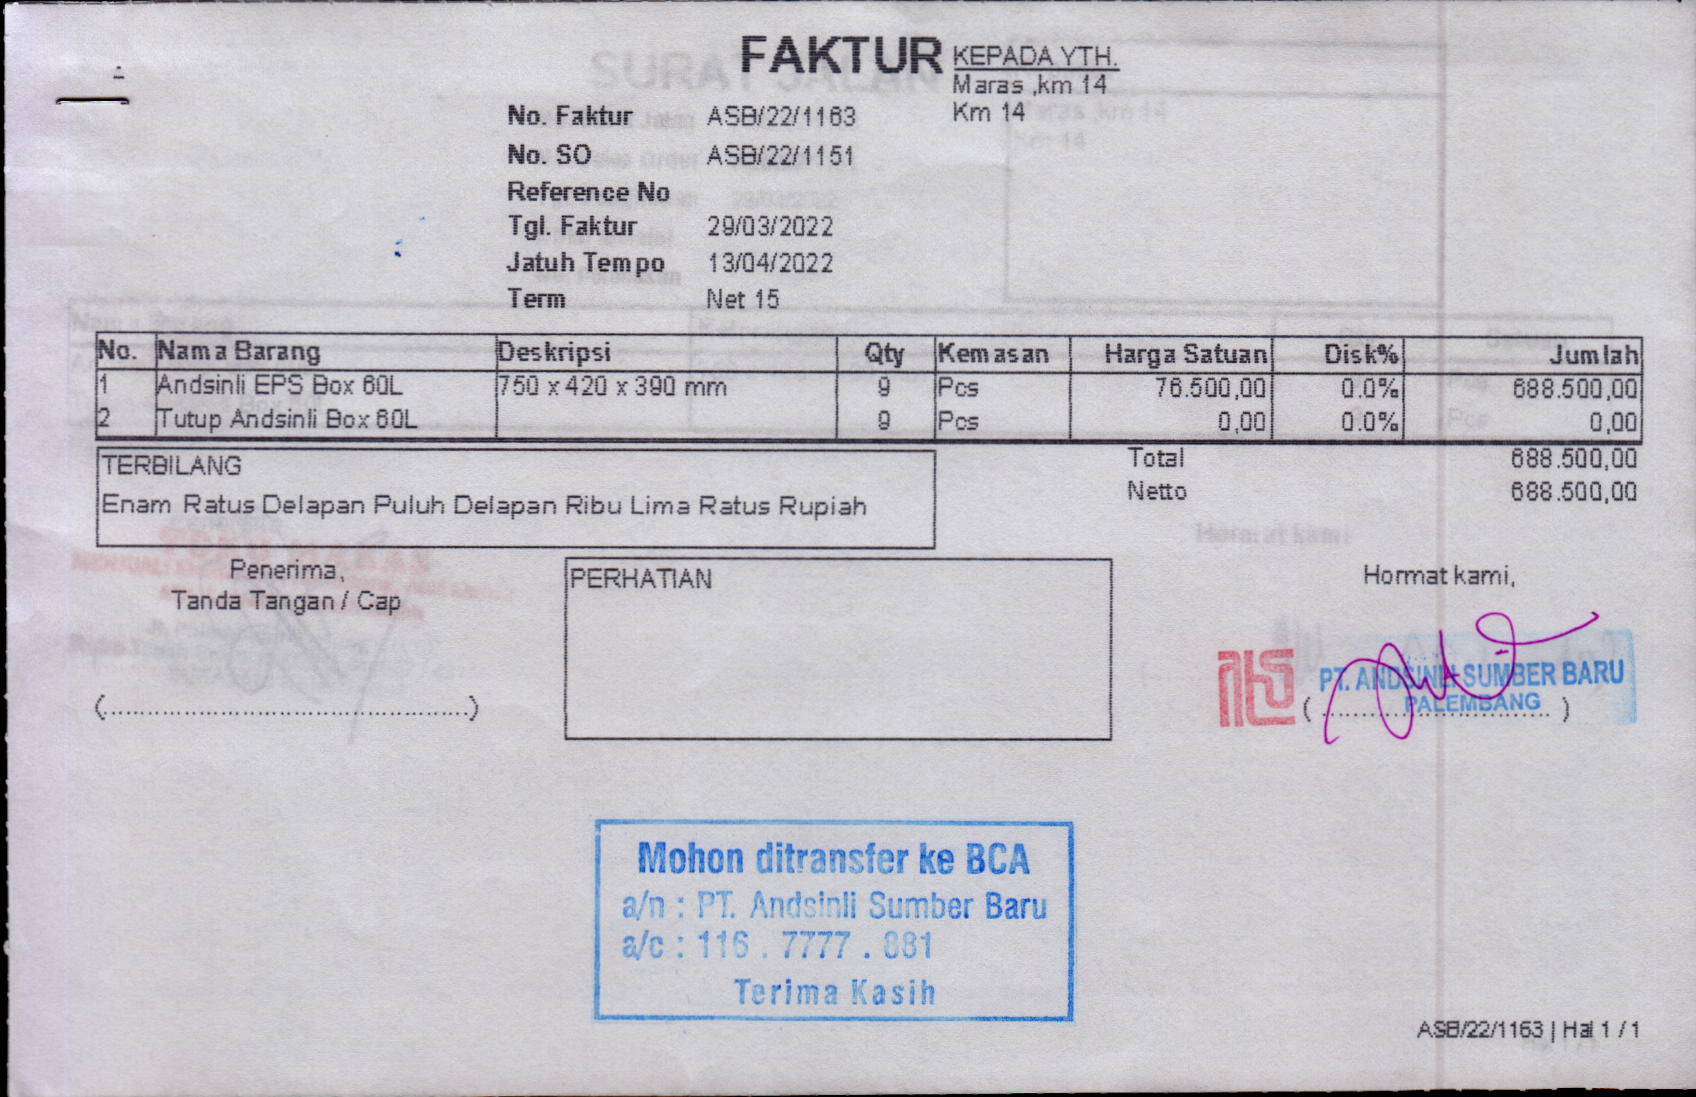 FAKTUR
KEPADA YTH.
Maras ,km 14
Km 14
No. Faktur ASB/22/1163
No. SO ASB/22/1151
Reference No
Tgl. Faktur 29/03/2022
Jatuh Tempo 13/04/2022
Term Net 15
No. Nama Barang Deskripsi Qty Kemasan Harga Satuan Disk% Jumlah
1 Andsinli EPS Box 60L 750 x 420 x 390 mm 9 Pcs 76.500,00 0.0% 688.500,00
2 Tutup Andsinli Box 60L 9 Pcs 0,00 0.0% 0,00
TERBILANG
Enam Ratus Delapan Puluh Delapan Ribu Lima Ratus Rupiah
Total 688.500,00
Netto 688.500,00
Penerima,
Tanda Tangan / Cap
(................................................)
PERHATIAN
Hormat kami,
PT. ANDSINLI SUMBER BARU
PALEMBANG
(..............................)
Mohon ditransfer ke BCA
a/n : PT. Andsinli Sumber Baru
a/c : 116 . 7777 . 881
Terima Kasih
ASB/22/1163 | Hal 1 / 1